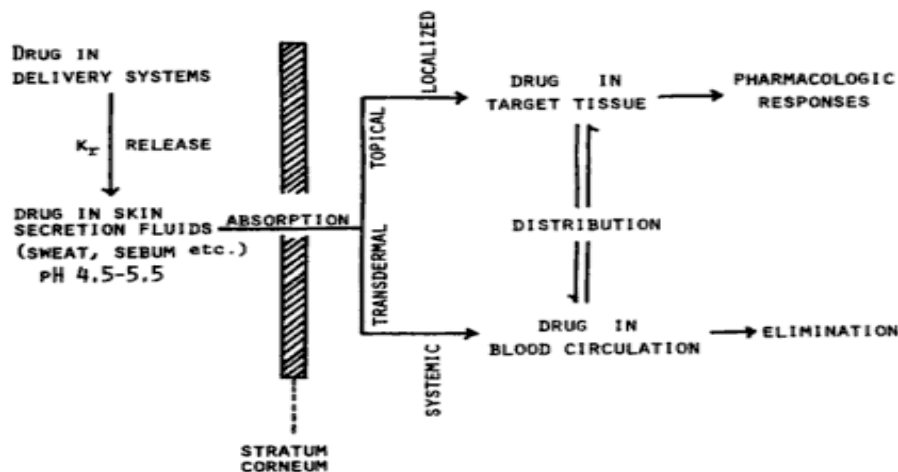 DRUG IN
DELIVERY SYSTEMS
Kr RELEASE
DRUG IN SKIN
SECRETION FLUIDS
(SWEAT, SEBUM etc.)
pH 4.5-5.5
ABSORPTION
STRATUM
CORNEUM
TOPICAL
LOCALIZED
TRANSDERMAL
SYSTEMIC
DRUG IN
TARGET TISSUE
PHARMACOLOGIC
RESPONSES
DISTRIBUTION
DRUG IN
BLOOD CIRCULATION
ELIMINATION